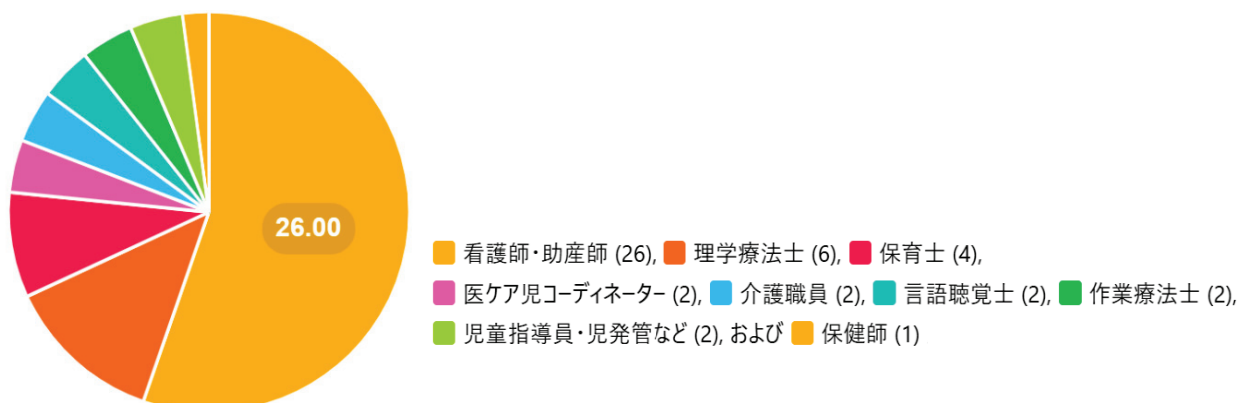 26.00
看護師・助産師 (26), 理学療法士 (6), 保育士 (4),
医ケア児コーディネーター (2), 介護職員 (2), 言語聴覚士 (2), 作業療法士 (2),
児童指導員・児発管など (2), および 保健師 (1)